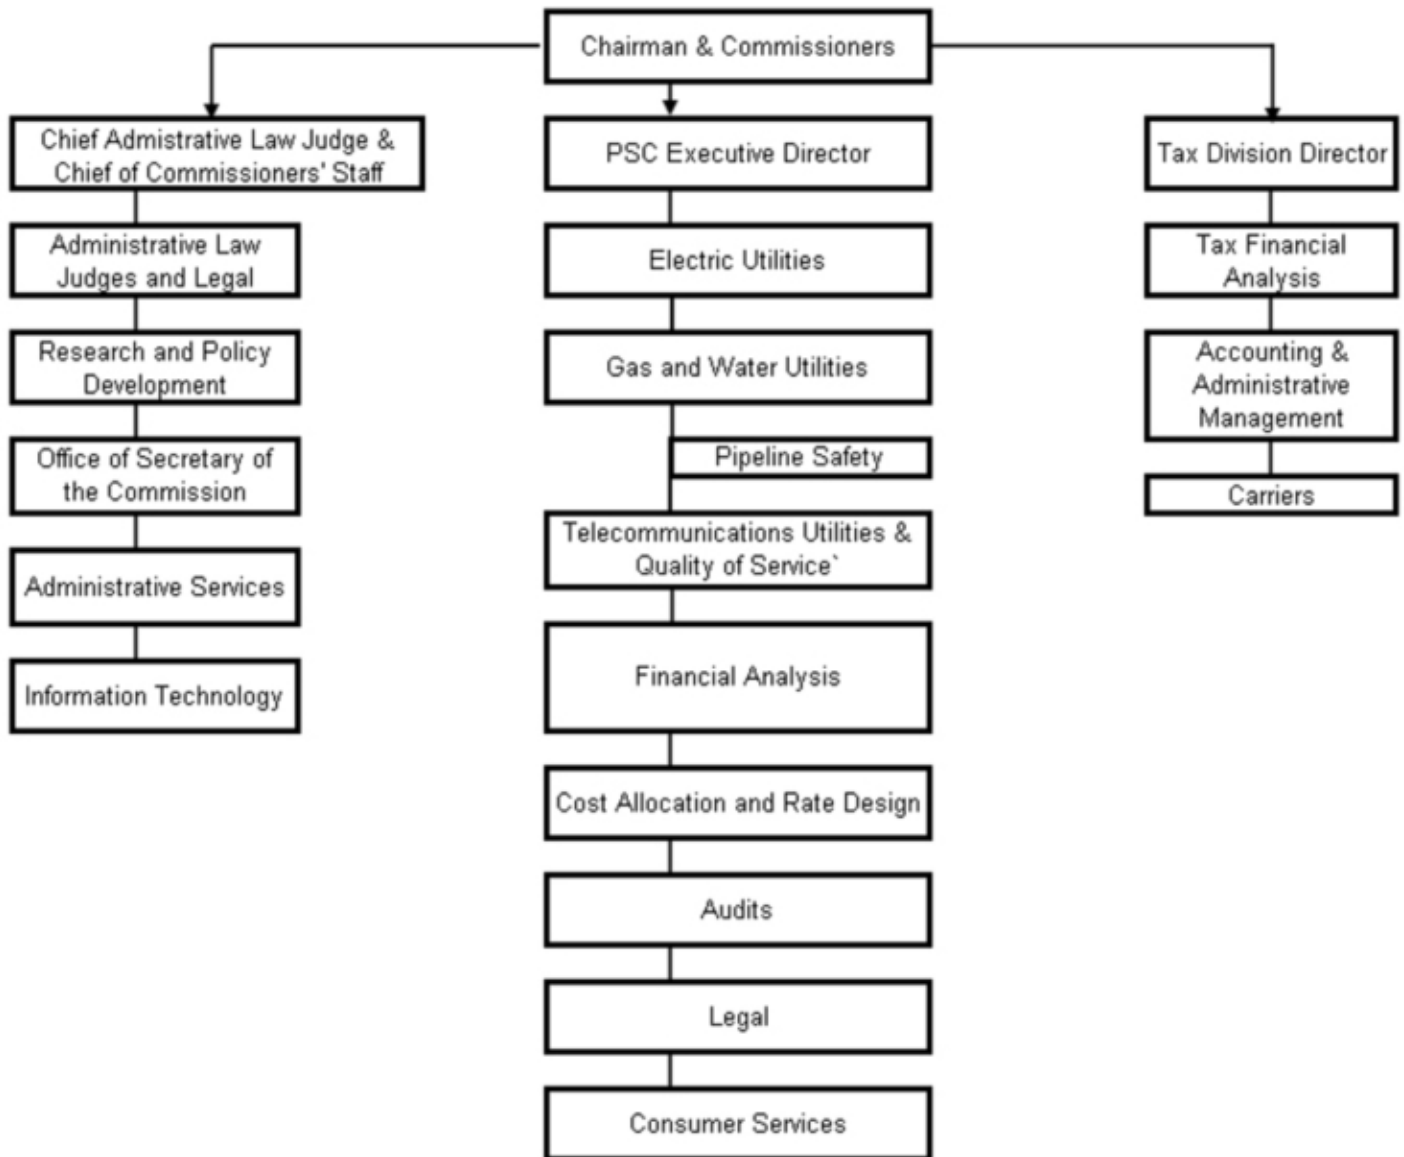 Chairman & Commissioners
Chief Admistrative Law Judge &
Chief of Commissioners' Staff
Administrative Law
Judges and Legal
Research and Policy
Development
Office of Secretary of
the Commission
Administrative Services
Information Technology
PSC Executive Director
Electric Utilities
Gas and Water Utilities
Pipeline Safety
Telecommunications Utilities &
Quality of Service`
Financial Analysis
Cost Allocation and Rate Design
Audits
Legal
Consumer Services
Tax Division Director
Tax Financial
Analysis
Accounting &
Administrative
Management
Carriers